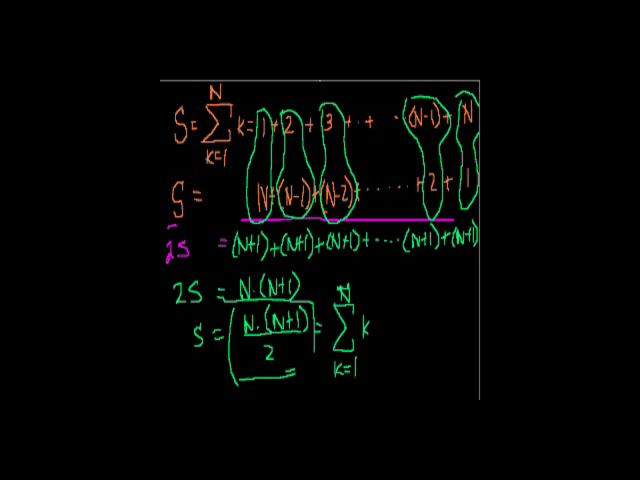 S = ∑_{k=1}^{N} k = 1 + 2 + 3 + ... + ... (N-1) + N
S = N + (N-1) + (N-2) + ...... + 2 + 1
2S = (N+1) + (N+1) + (N+1) + ... (N+1) + (N+1)
2S = N·(N+1)
S = N·(N+1)/2 = ∑_{k=1}^{N} k